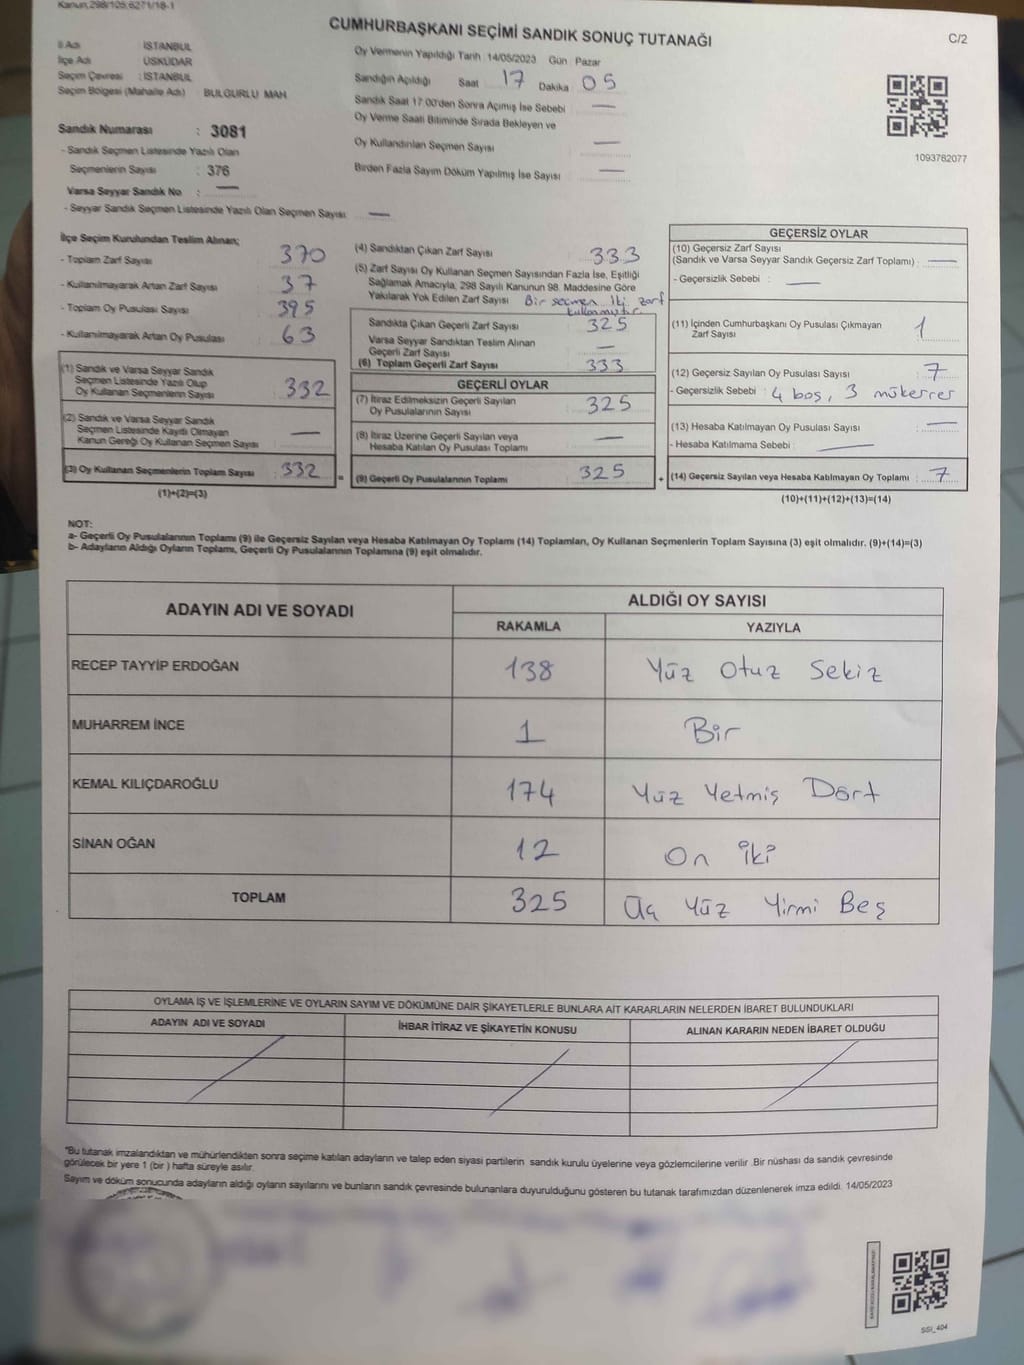 Kanun,298/105;6271/18-1
CUMHURBAŞKANI SEÇİMİ SANDIK SONUÇ TUTANAĞI
C/2
İl Adı İSTANBUL
İlçe Adı ÜSKÜDAR
Seçim Çevresi : İSTANBUL
Seçim Bölgesi (Mahalle Adı) : BULGURLU MAH
Sandık Numarası : 3081
- Sandık Seçmen Listesinde Yazılı Olan
Seçmenlerin Sayısı : 376
Varsa Seyyar Sandık No : —
- Seyyar Sandık Seçmen Listesinde Yazılı Olan Seçmen Sayısı: —
Oy Vermenin Yapıldığı Tarih :14/05/2023 Gün : Pazar
Sandığın Açıldığı Saat 17 Dakika 05
Sandık Saat 17:00'den Sonra Açılmış İse Sebebi —
Oy Verme Saati Bitiminde Sırada Bekleyen ve
Oy Kullandırılan Seçmen Sayısı —
Birden Fazla Sayım Döküm Yapılmış İse Sayısı —
1093782077
İlçe Seçim Kurulundan Teslim Alınan;
- Toplam Zarf Sayısı 370
- Kullanılmayarak Artan Zarf Sayısı 37
- Toplam Oy Pusulası Sayısı 395
- Kullanılmayarak Artan Oy Pusulası 63
(1) Sandık ve Varsa Seyyar Sandık
Seçmen Listesinde Yazılı Olup
Oy Kullanan Seçmenlerin Sayısı 332
(2) Sandık ve Varsa Seyyar Sandık
Seçmen Listesinde Kayıtlı Olmayan
Kanun Gereği Oy Kullanan Seçmen Sayısı —
(3) Oy Kullanan Seçmenlerin Toplam Sayısı 332
(1)+(2)=(3)
(4) Sandıktan Çıkan Zarf Sayısı 333
(5) Zarf Sayısı Oy Kullanan Seçmen Sayısından Fazla İse, Eşitliği
Sağlamak Amacıyla, 298 Sayılı Kanunun 98. Maddesine Göre
Yakılarak Yok Edilen Zarf Sayısı Bir seçmen iki zarf
kullanmıştır.
Sandıkta Çıkan Geçerli Zarf Sayısı 325
Varsa Seyyar Sandıktan Teslim Alınan
Geçerli Zarf Sayısı —
(6) Toplam Geçerli Zarf Sayısı 333
GEÇERLİ OYLAR
(7) İtiraz Edilmeksizin Geçerli Sayılan
Oy Pusulalarının Sayısı 325
(8) İtiraz Üzerine Geçerli Sayılan veya
Hesaba Katılan Oy Pusulası Toplamı —
= (9) Geçerli Oy Pusulalarının Toplamı 325
GEÇERSİZ OYLAR
(10) Geçersiz Zarf Sayısı
(Sandık ve Varsa Seyyar Sandık Geçersiz Zarf Toplamı) : —
- Geçersizlik Sebebi : —
(11) İçinden Cumhurbaşkanı Oy Pusulası Çıkmayan
Zarf Sayısı 1
(12) Geçersiz Sayılan Oy Pusulası Sayısı 7
- Geçersizlik Sebebi : 4 boş, 3 mükerrer
(13) Hesaba Katılmayan Oy Pusulası Sayısı —
- Hesaba Katılmama Sebebi : —
+ (14) Geçersiz Sayılan veya Hesaba Katılmayan Oy Toplamı : 7
(10)+(11)+(12)+(13)=(14)
NOT:
a- Geçerli Oy Pusulalarının Toplamı (9) ile Geçersiz Sayılan veya Hesaba Katılmayan Oy Toplamı (14) Toplamları, Oy Kullanan Seçmenlerin Toplam Sayısına (3) eşit olmalıdır. (9)+(14)=(3)
b- Adayların Aldığı Oyların Toplamı, Geçerli Oy Pusulalarının Toplamına (9) eşit olmalıdır.
ADAYIN ADI VE SOYADI
ALDIĞI OY SAYISI
RAKAMLA YAZIYLA
RECEP TAYYİP ERDOĞAN 138 Yüz Otuz Sekiz
MUHARREM İNCE 1 Bir
KEMAL KILIÇDAROĞLU 174 Yüz Yetmiş Dört
SİNAN OĞAN 12 On İki
TOPLAM 325 Üç Yüz Yirmi Beş
OYLAMA İŞ VE İŞLEMLERİNE VE OYLARIN SAYIM VE DÖKÜMÜNE DAİR ŞİKAYETLERLE BUNLARA AİT KARARLARIN NELERDEN İBARET BULUNDUKLARI
ADAYIN ADI VE SOYADI İHBAR İTİRAZ VE ŞİKAYETİN KONUSU ALINAN KARARIN NEDEN İBARET OLDUĞU
*Bu tutanak imzalandıktan ve mühürlendikten sonra seçime katılan adayların ve talep eden siyasi partilerin sandık kurulu üyelerine veya gözlemcilerine verilir .Bir nüshası da sandık çevresinde
görülecek bir yere 1 (bir ) hafta süreyle asılır.
Sayım ve döküm sonucunda adayların aldığı oyların sayılarını ve bunların sandık çevresinde bulunanlara duyurulduğunu gösteren bu tutanak tarafımızdan düzenlenerek imza edildi. 14/05/2023
SSI_404